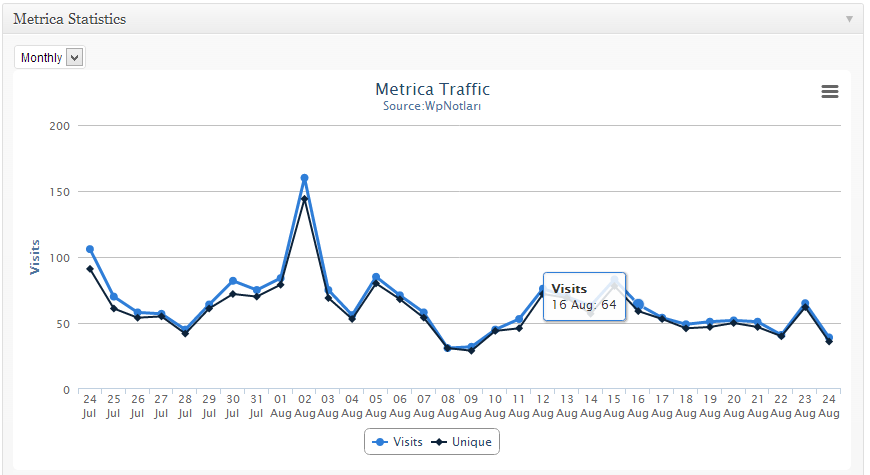 Metrica Statistics
Monthly
Metrica Traffic
Source:WpNotları
Visits
200
150
100
50
0
Visits
16 Aug: 64
24 25 26 27 28 29 30 31 01 02 03 04 05 06 07 08 09 10 11 12 13 14 15 16 17 18 19 20 21 22 23 24
Jul Jul Jul Jul Jul Jul Jul Jul Aug Aug Aug Aug Aug Aug Aug Aug Aug Aug Aug Aug Aug Aug Aug Aug Aug Aug Aug Aug Aug Aug Aug Aug
Visits Unique